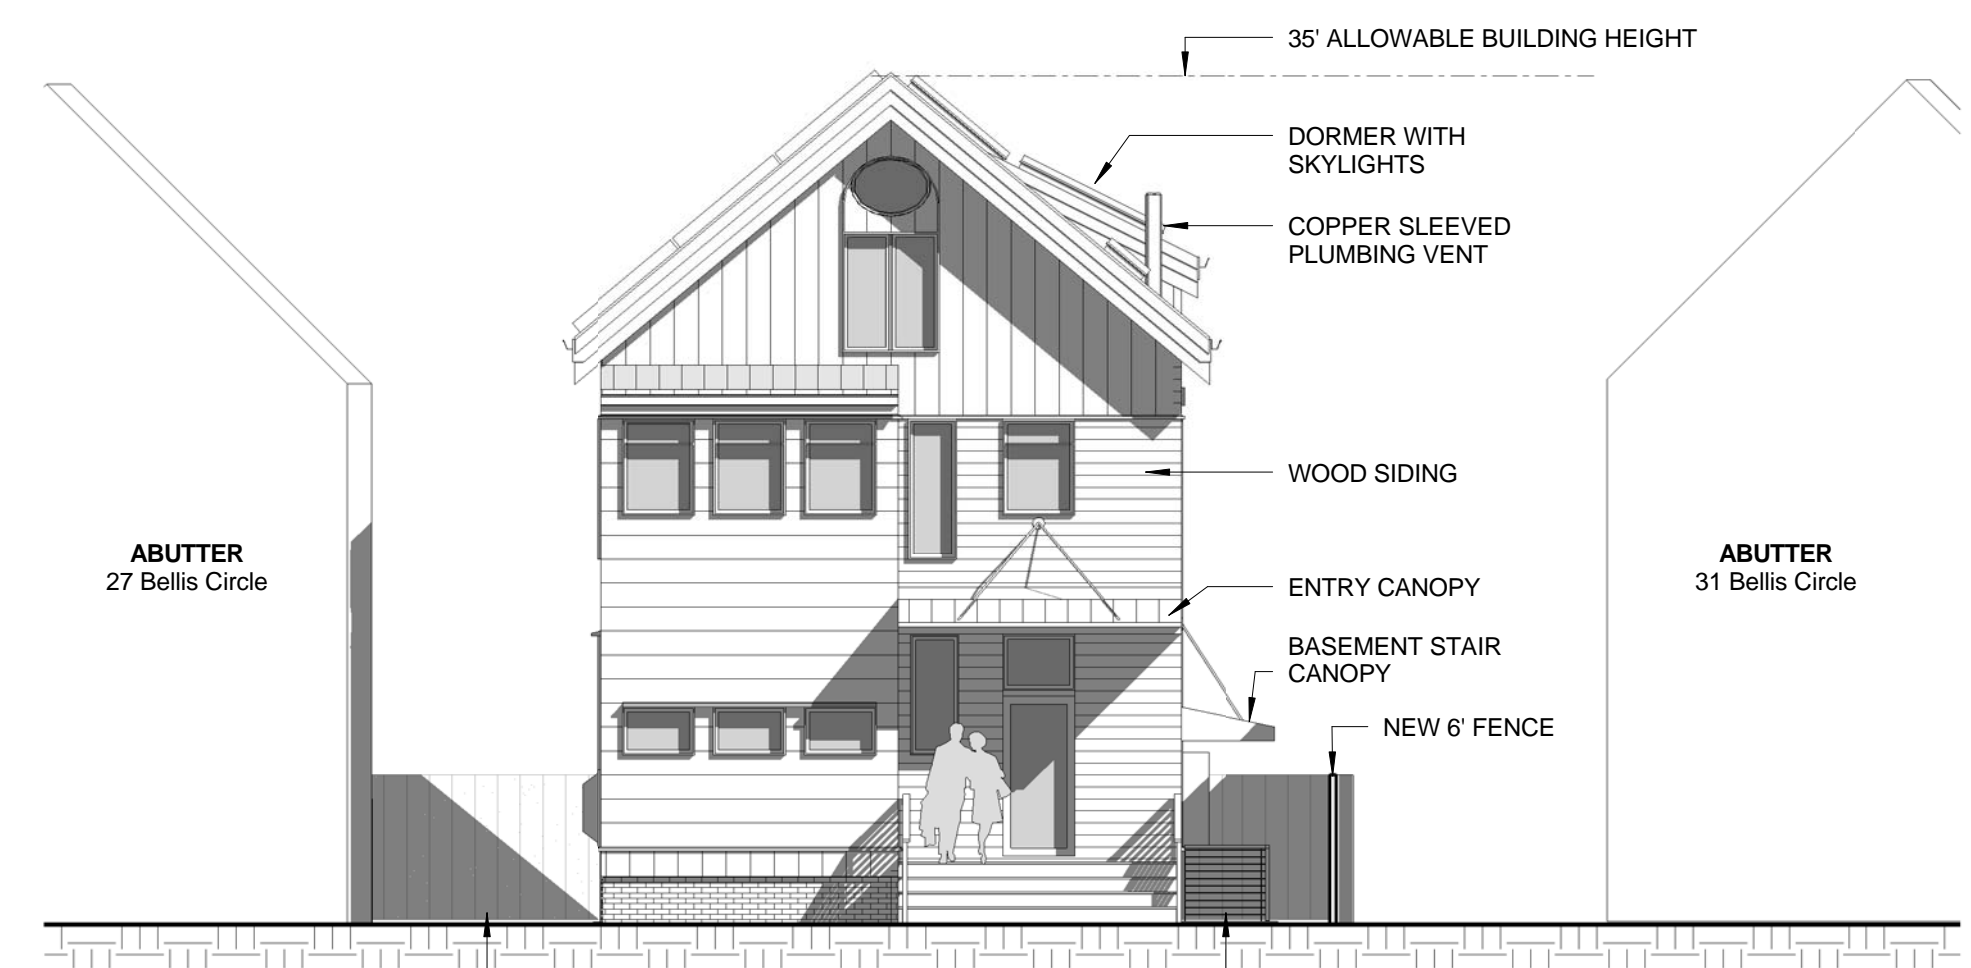 35' ALLOWABLE BUILDING HEIGHT
DORMER WITH
SKYLIGHTS
COPPER SLEEVED
PLUMBING VENT
WOOD SIDING
ABUTTER
27 Bellis Circle
ABUTTER
31 Bellis Circle
ENTRY CANOPY
BASEMENT STAIR
CANOPY
NEW 6' FENCE